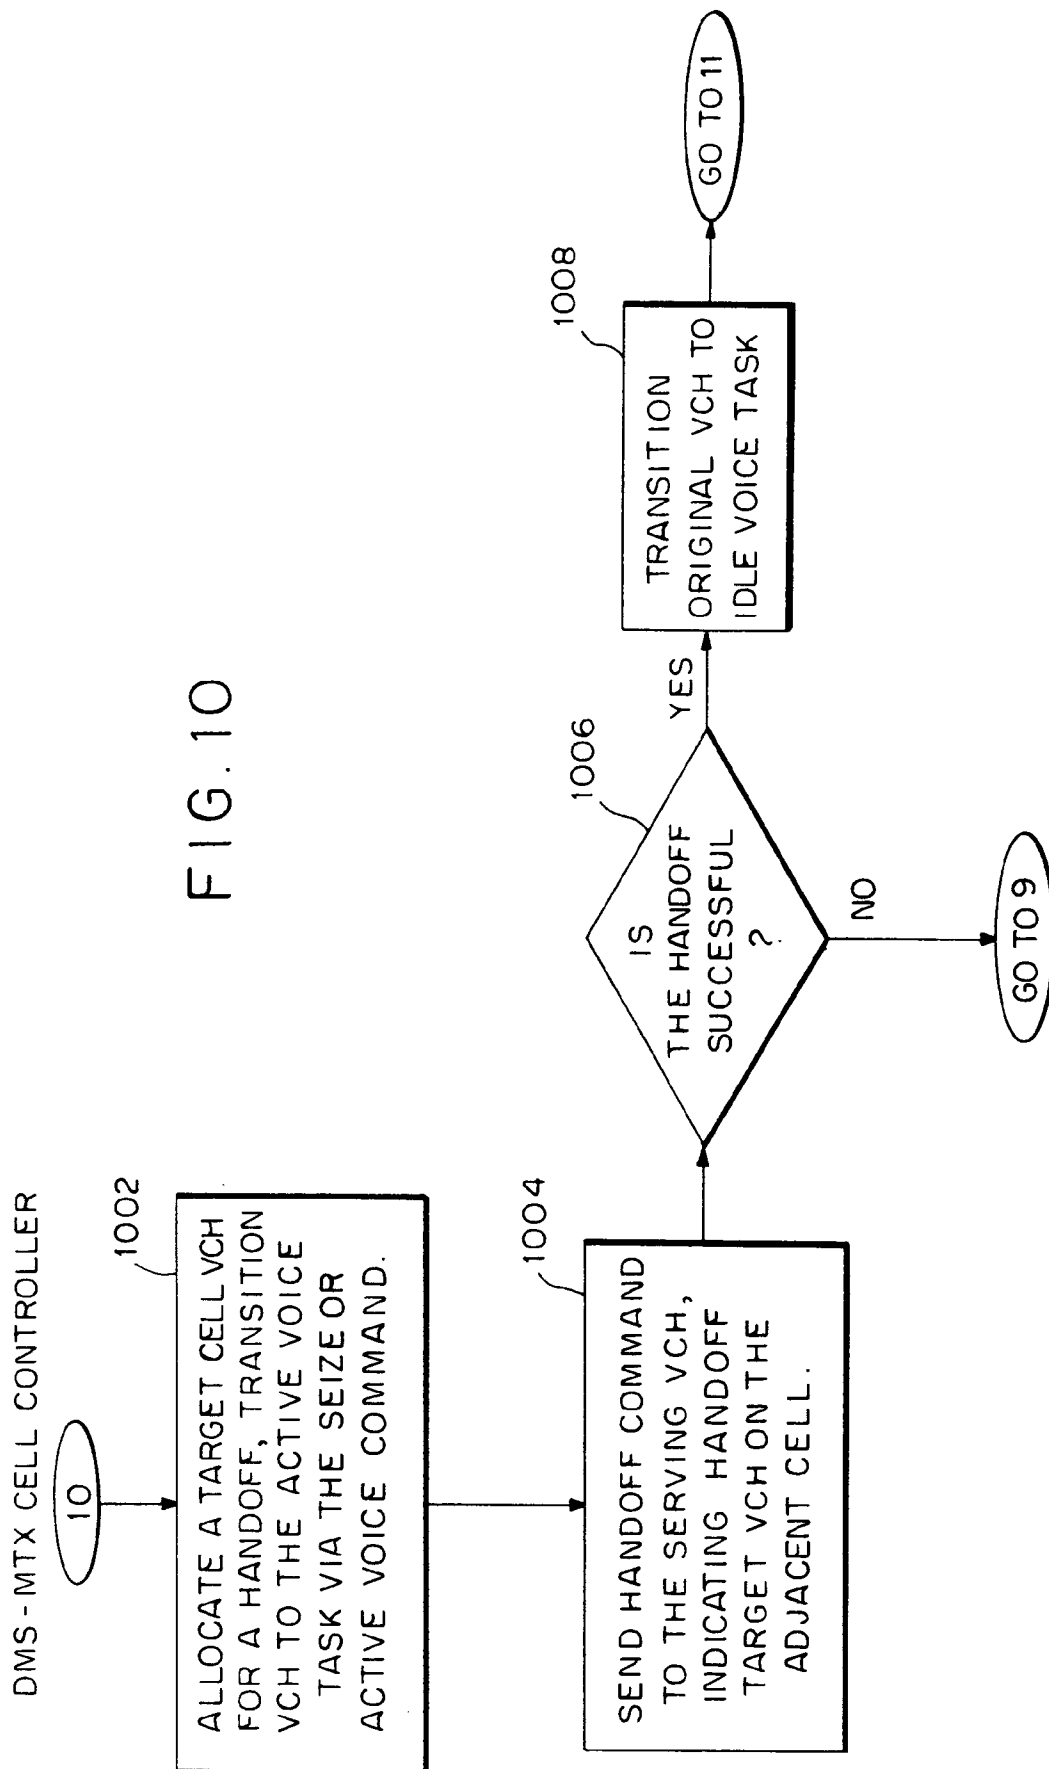 FIG. 10
DMS-MTX CELL CONTROLLER
10
1002
ALLOCATE A TARGET CELL VCH
FOR A HANDOFF, TRANSITION
VCH TO THE ACTIVE VOICE
TASK VIA THE SEIZE OR
ACTIVE VOICE COMMAND.
1004
SEND HANDOFF COMMAND
TO THE SERVING VCH,
INDICATING HANDOFF
TARGET VCH ON THE
ADJACENT CELL.
1006
IS
THE HANDOFF
SUCCESSFUL
?
YES
NO
GO TO 9
1008
TRANSITION
ORIGINAL VCH TO
IDLE VOICE TASK
GO TO 11